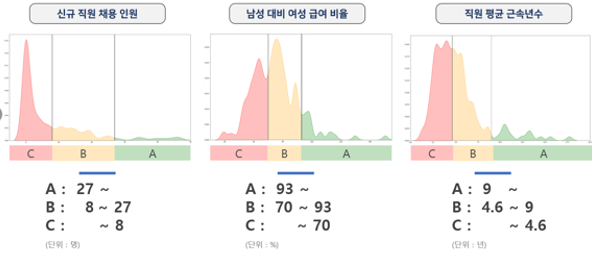 신규 직원 채용 인원
C B A
A : 27 ~
B : 8 ~ 27
C : ~ 8
(단위 : 명)
남성 대비 여성 급여 비율
C B A
A : 93 ~
B : 70 ~ 93
C : ~ 70
(단위 : %)
직원 평균 근속년수
C B A
A : 9 ~
B : 4.6 ~ 9
C : ~ 4.6
(단위 : 년)